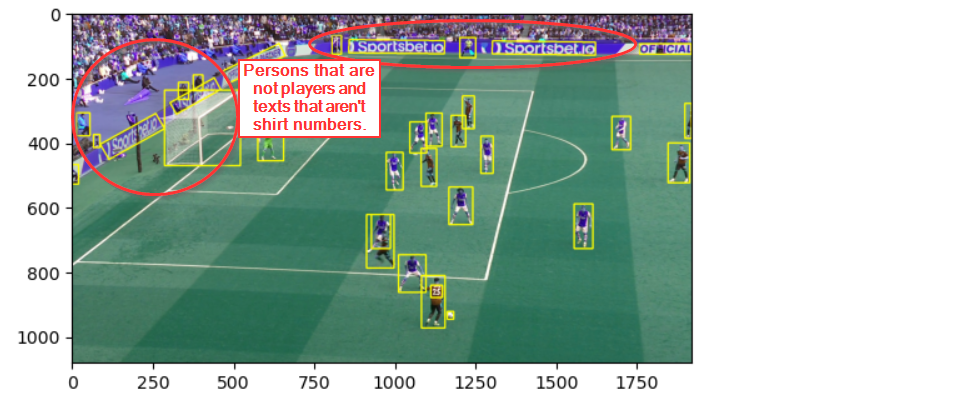 0
200
400
600
800
1000
0
250
500
750
1000
1250
1500
1750
Sportsbet.io
Sportsbet.io
OFFICIAL
Persons that are
not players and
texts that aren't
shirt numbers.
Sportsbet.io